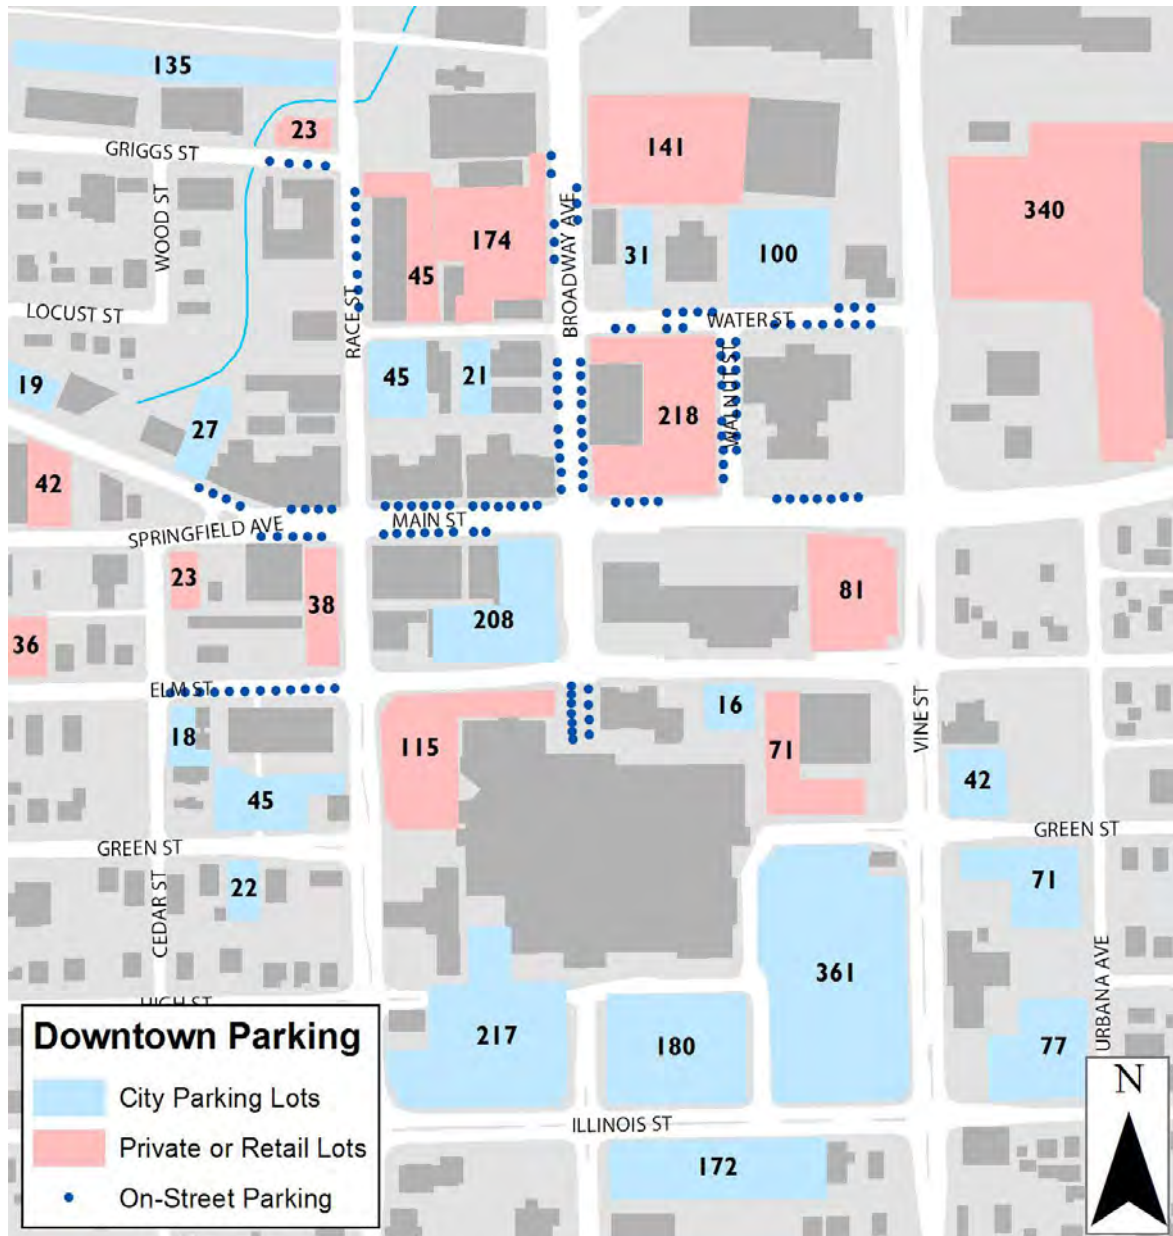 135
23
GRIGGS ST
141
WOOD ST
BROADWAY AVE
340
174
45
31
100
LOCUST ST
RACE ST
WATER ST
19
45
21
WALNUT ST
27
218
42
MAIN ST
SPRINGFIELD AVE
23
38
81
208
36
ELM ST
18
16
VINE ST
115
71
42
45
GREEN ST
GREEN ST
22
71
CEDAR ST
361
URBANA AVE
HIGH ST
217
180
77
Downtown Parking
City Parking Lots
Private or Retail Lots
On-Street Parking
N
ILLINOIS ST
172